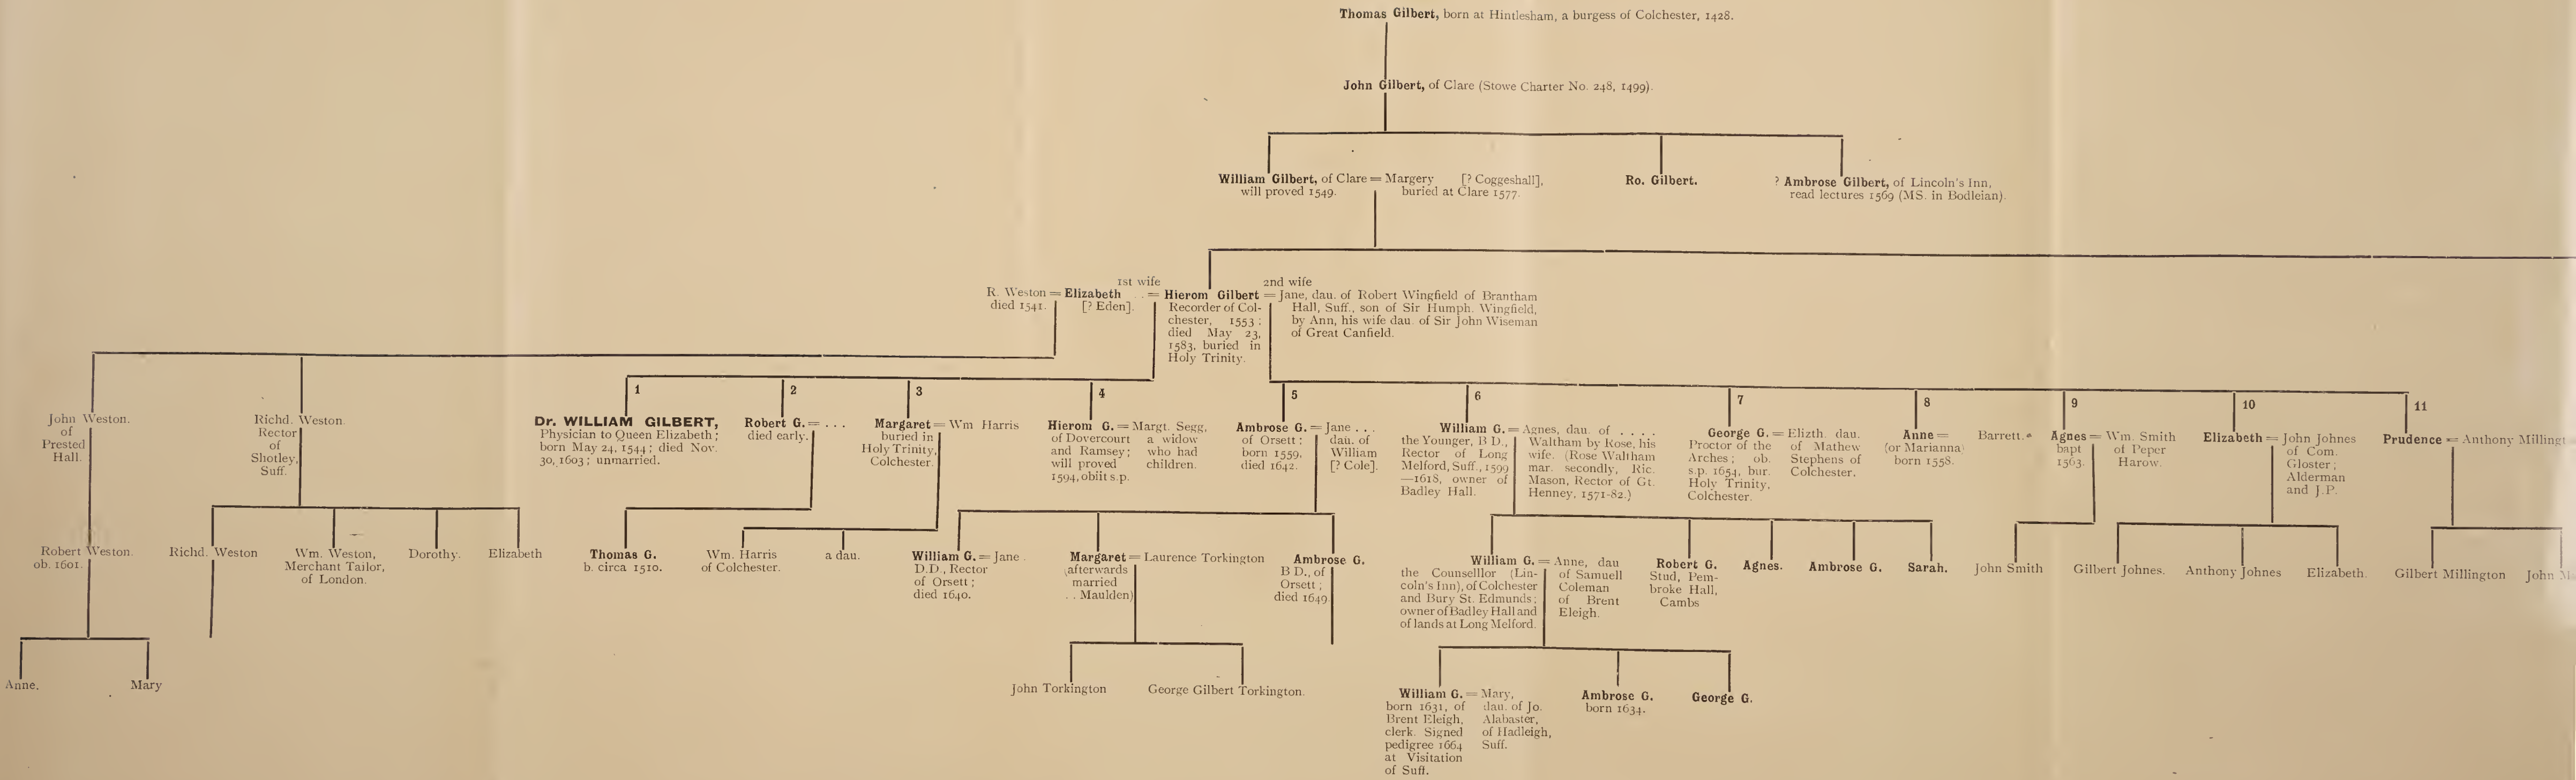 Thomas Gilbert, born at Hintlesham, a burgess of Colchester, 1428.
John Gilbert, of Clare (Stowe Charter No. 248, 1499).
William Gilbert, of Clare = Margery [? Coggeshall],
will proved 1549. buried at Clare 1577.
Ro. Gilbert.
? Ambrose Gilbert, of Lincoln's Inn,
read lectures 1569 (MS. in Bodleian).
1st wife
2nd wife
R. Weston = Elizabeth . . = Hierom Gilbert = Jane, dau. of Robert Wingfield of Brantham
died 1541.
[? Eden].
Recorder of Col-
chester, 1553 ;
died May 23,
1583, buried in
Holy Trinity.
Hall, Suff., son of Sir Humph. Wingfield,
by Ann, his wife dau. of Sir John Wiseman
of Great Canfield.
John Weston.
of
Prested
Hall.
Richd. Weston.
Rector
of
Shotley,
Suff.
1
Dr. WILLIAM GILBERT,
Physician to Queen Elizabeth ;
born May 24, 1544 ; died Nov.
30, 1603 ; unmarried.
2
Robert G. = . . .
died early.
3
Margaret = Wm Harris
buried in
Holy Trinity,
Colchester.
4
Hierom G. = Margt. Segg,
of Dovercourt a widow
and Ramsey ; who had
will proved children.
1594, obiit s.p.
5
Ambrose G. = Jane . . .
of Orsett ; dau. of
born 1559, William
died 1642. [? Cole].
6
William G. = Agnes, dau. of . . . .
the Younger, B D.,
Rector of Long
Melford, Suff., 1599
—1618, owner of
Badley Hall.
Waltham by Rose, his
wife. (Rose Waltham
mar. secondly, Ric.
Mason, Rector of Gt.
Henney, 1571-82.)
7
George G. = Elizth. dau.
Proctor of the of Mathew
Arches ; ob. Stephens of
s.p. 1654, bur. Colchester.
Holy Trinity,
Colchester.
8
Anne = Barrett.
(or Marianna)
born 1558.
9
Agnes = Wm. Smith
bapt of Peper
1563. Harow.
10
Elizabeth = John Johnes
of Com.
Gloster ;
Alderman
and J.P.
11
Prudence = Anthony Millingt
Robert Weston.
ob. 1601.
Richd. Weston
Wm. Weston,
Merchant Tailor,
of London.
Dorothy.
Elizabeth
Thomas G.
b. circa 1510.
Wm. Harris
of Colchester.
a dau.
William G. = Jane .
D.D., Rector
of Orsett ;
died 1640.
Margaret = Laurence Torkington
(afterwards
married
. . Maulden)
Ambrose G.
B D., of
Orsett ;
died 1649
William G. = Anne, dau
the Counselllor (Lin-
coln's Inn), of Colchester
and Bury St. Edmunds ;
owner of Badley Hall and
of lands at Long Melford.
of Samuell
Coleman
of Brent
Eleigh.
Robert G.
Stud, Pem-
broke Hall,
Cambs
Agnes.
Ambrose G.
Sarah.
John Smith
Gilbert Johnes.
Anthony Johnes
Elizabeth.
Gilbert Millington
John M
Anne.
Mary
John Torkington
George Gilbert Torkington.
William G. = Mary,
born 1631, of dau. of Jo.
Brent Eleigh, Alabaster,
clerk. Signed of Hadleigh,
pedigree 1664 Suff.
at Visitation
of Suff.
Ambrose G.
born 1634.
George G.